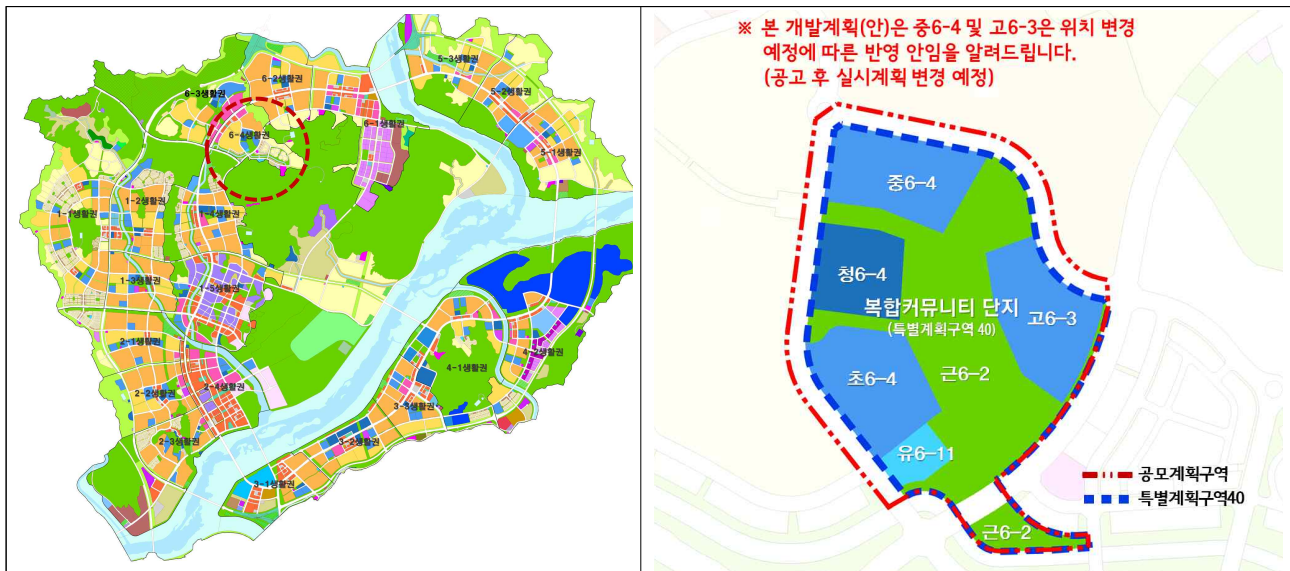 5-3생활권
6-2생활권
5-2생활권
6-3생활권
6-1생활권
6-4생활권
5-1생활권
1-2생활권
1-1생활권
1-4생활권
1-3생활권
1-5생활권
2-1생활권
4-2생활권
4-1생활권
2-4생활권
2-2생활권
3-3생활권
2-3생활권
3-2생활권
3-1생활권
※ 본 개발계획(안)은 중6-4 및 고6-3은 위치 변경
예정에 따른 반영 안임을 알려드립니다.
(공고 후 실시계획 변경 예정)
중6-4
청6-4
복합커뮤니티 단지
(특별계획구역 40)
고6-3
초6-4
근6-2
유6-11
공모계획구역
특별계획구역40
근6-2